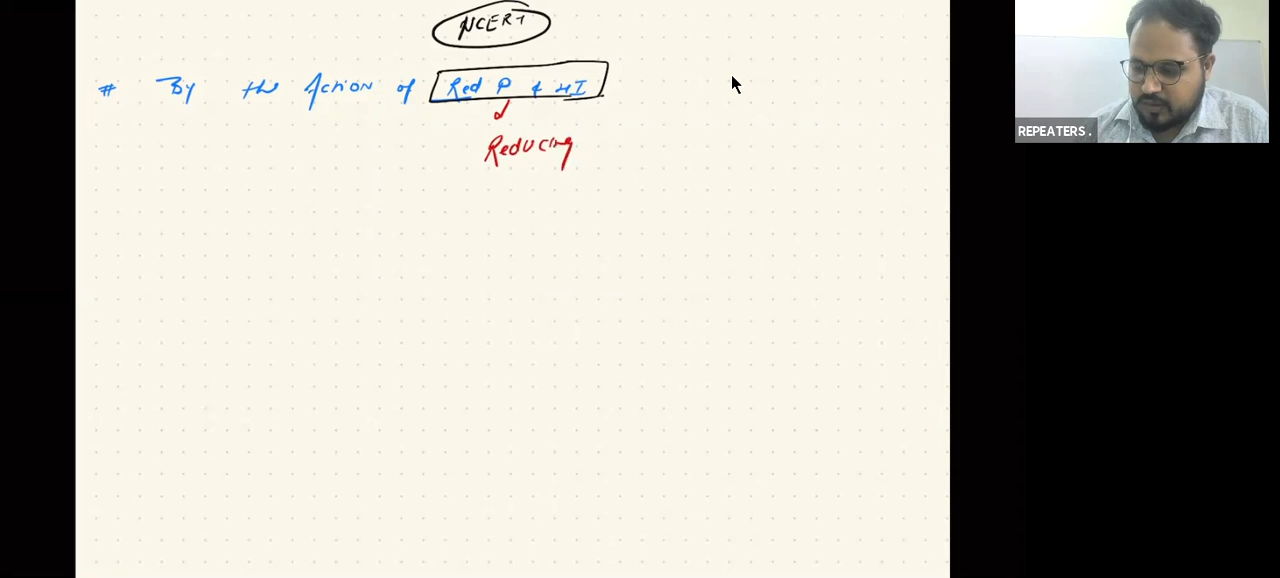 NCERT
# By the Action of Red P & HI
Reducing
REPEATERS .